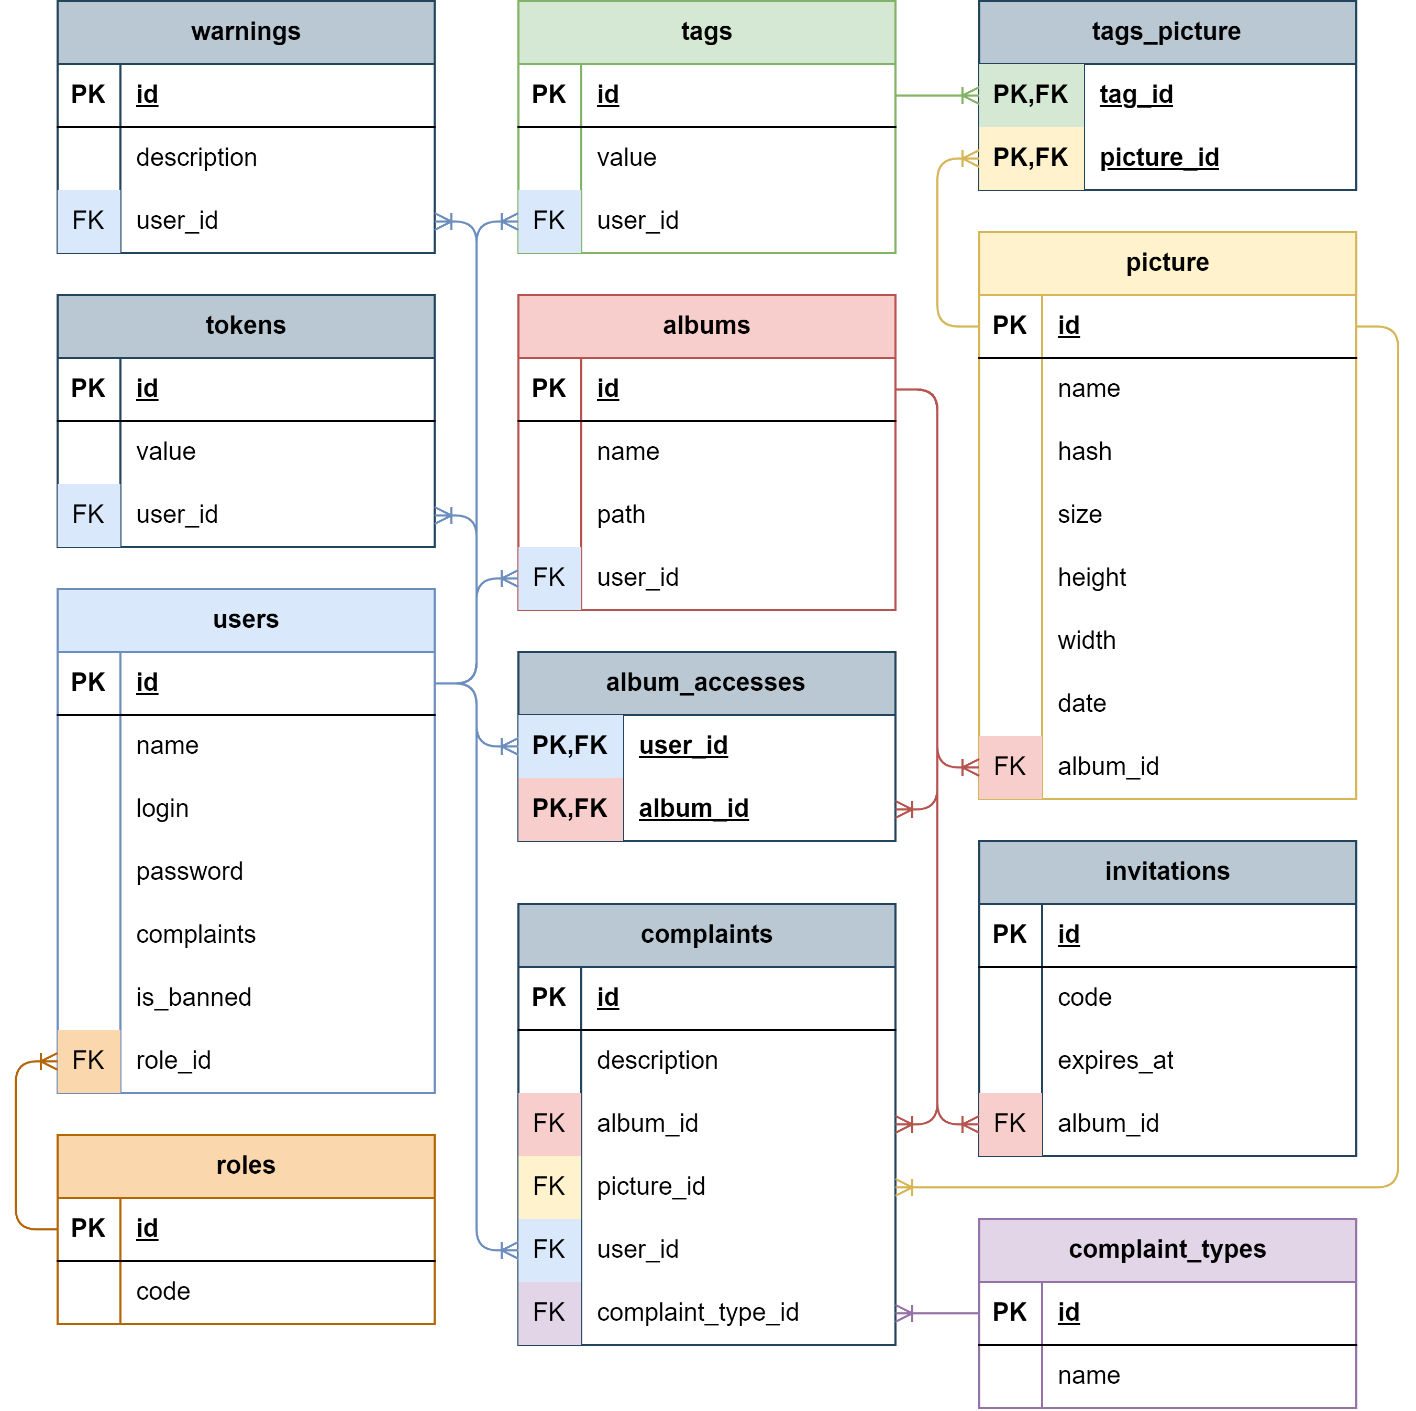 warnings
PK id
description
FK user_id
tokens
PK id
value
FK user_id
users
PK id
name
login
password
complaints
is_banned
FK role_id
roles
PK id
code
tags
PK id
value
FK user_id
albums
PK id
name
path
FK user_id
album_accesses
PK,FK user_id
PK,FK album_id
complaints
PK id
description
FK album_id
FK picture_id
FK user_id
FK complaint_type_id
tags_picture
PK,FK tag_id
PK,FK picture_id
picture
PK id
name
hash
size
height
width
date
FK album_id
invitations
PK id
code
expires_at
FK album_id
complaint_types
PK id
name